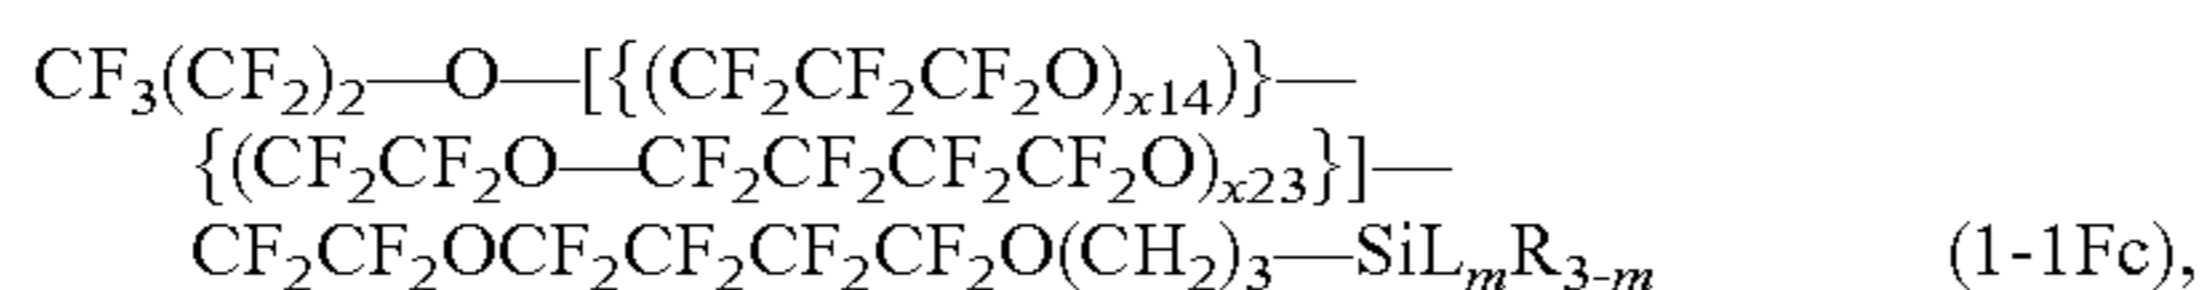 CF₃(CF₂)₂—O—[{(CF₂CF₂CF₂O)ₓ₁₄)}—
{(CF₂CF₂O—CF₂CF₂CF₂CF₂O)ₓ₂₃}]—
CF₂CF₂OCF₂CF₂CF₂CF₂O(CH₂)₃—SiLₘR₃₋ₘ (1-1Fc),